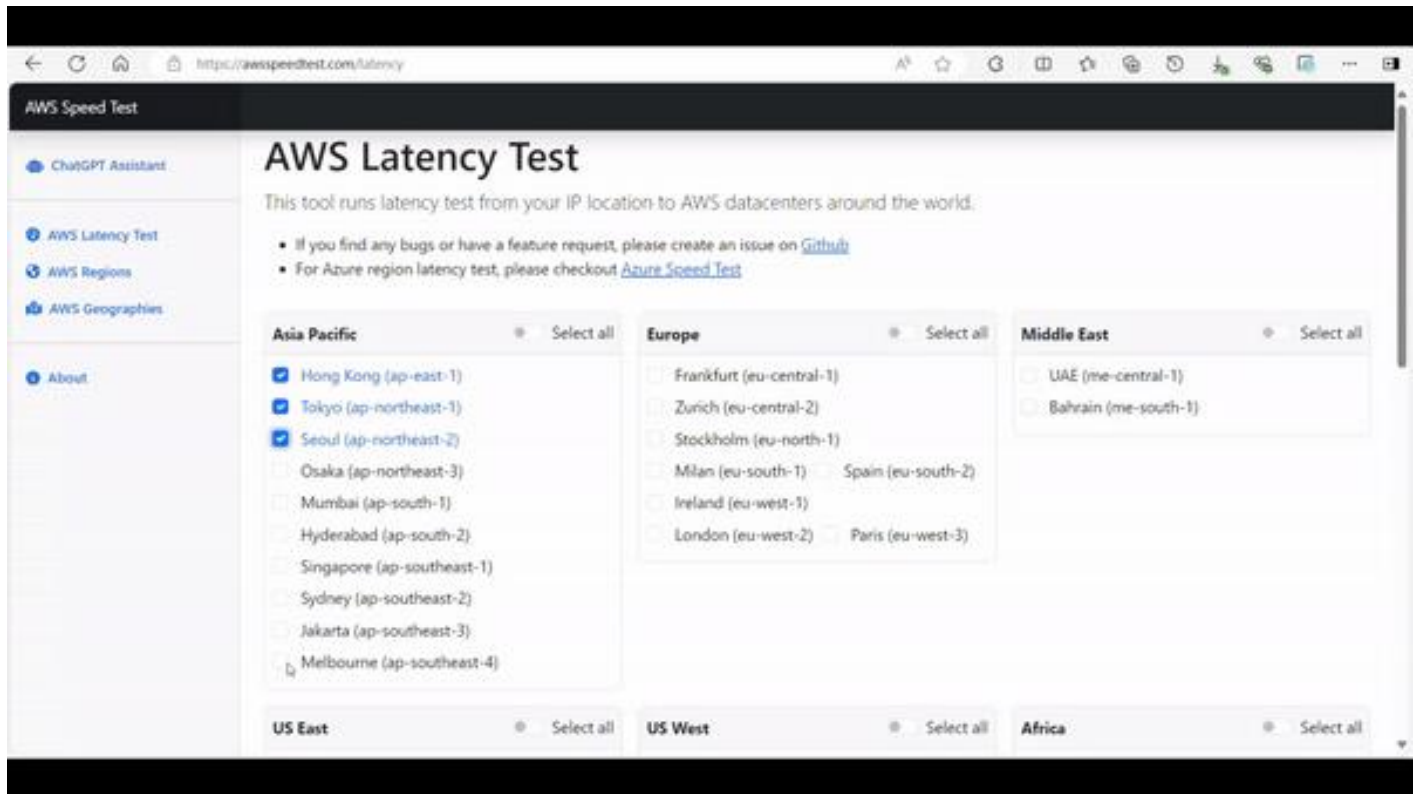 https://awsspeedtest.com/latency
AWS Speed Test
ChatGPT Assistant
AWS Latency Test
AWS Regions
AWS Geographies
About
AWS Latency Test
This tool runs latency test from your IP location to AWS datacenters around the world.
If you find any bugs or have a feature request, please create an issue on Github
For Azure region latency test, please checkout Azure Speed Test
Asia Pacific Select all
Hong Kong (ap-east-1)
Tokyo (ap-northeast-1)
Seoul (ap-northeast-2)
Osaka (ap-northeast-3)
Mumbai (ap-south-1)
Hyderabad (ap-south-2)
Singapore (ap-southeast-1)
Sydney (ap-southeast-2)
Jakarta (ap-southeast-3)
Melbourne (ap-southeast-4)
Europe Select all
Frankfurt (eu-central-1)
Zurich (eu-central-2)
Stockholm (eu-north-1)
Milan (eu-south-1) Spain (eu-south-2)
Ireland (eu-west-1)
London (eu-west-2) Paris (eu-west-3)
Middle East Select all
UAE (me-central-1)
Bahrain (me-south-1)
US East Select all
US West Select all
Africa Select all